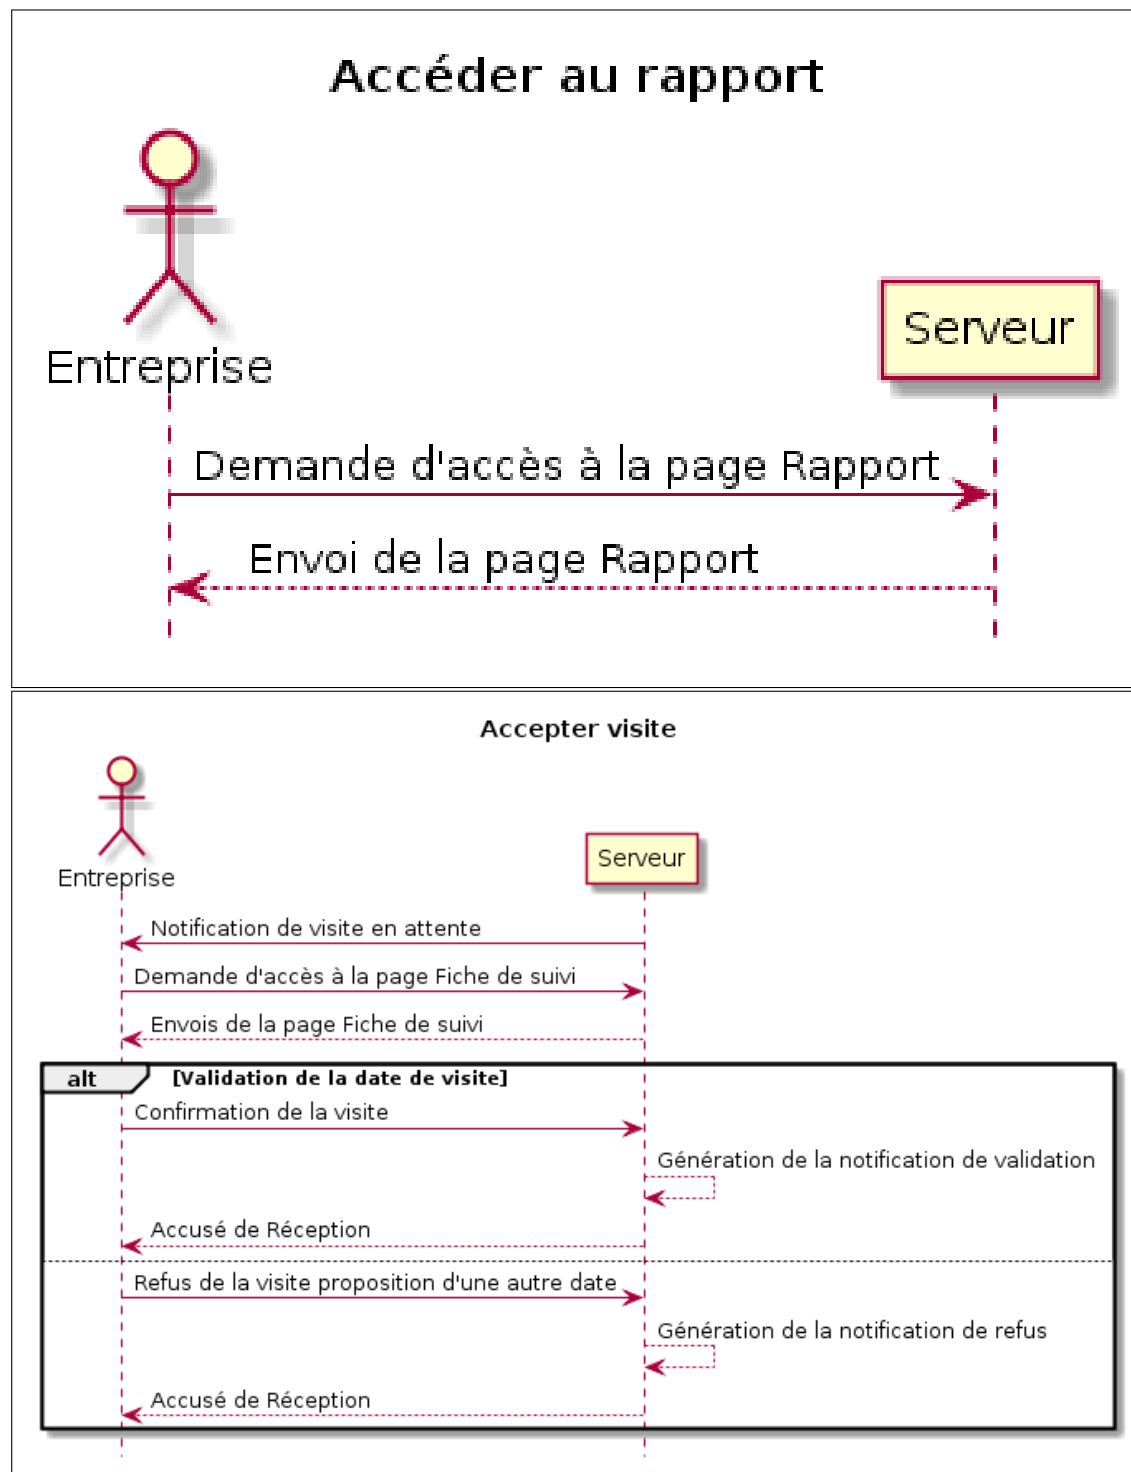 Accéder au rapport
Entreprise
Serveur
Demande d'accès à la page Rapport
Envoi de la page Rapport
Accepter visite
Entreprise
Serveur
Notification de visite en attente
Demande d'accès à la page Fiche de suivi
Envois de la page Fiche de suivi
alt [Validation de la date de visite]
Confirmation de la visite
Génération de la notification de validation
Accusé de Réception
Refus de la visite proposition d'une autre date
Génération de la notification de refus
Accusé de Réception